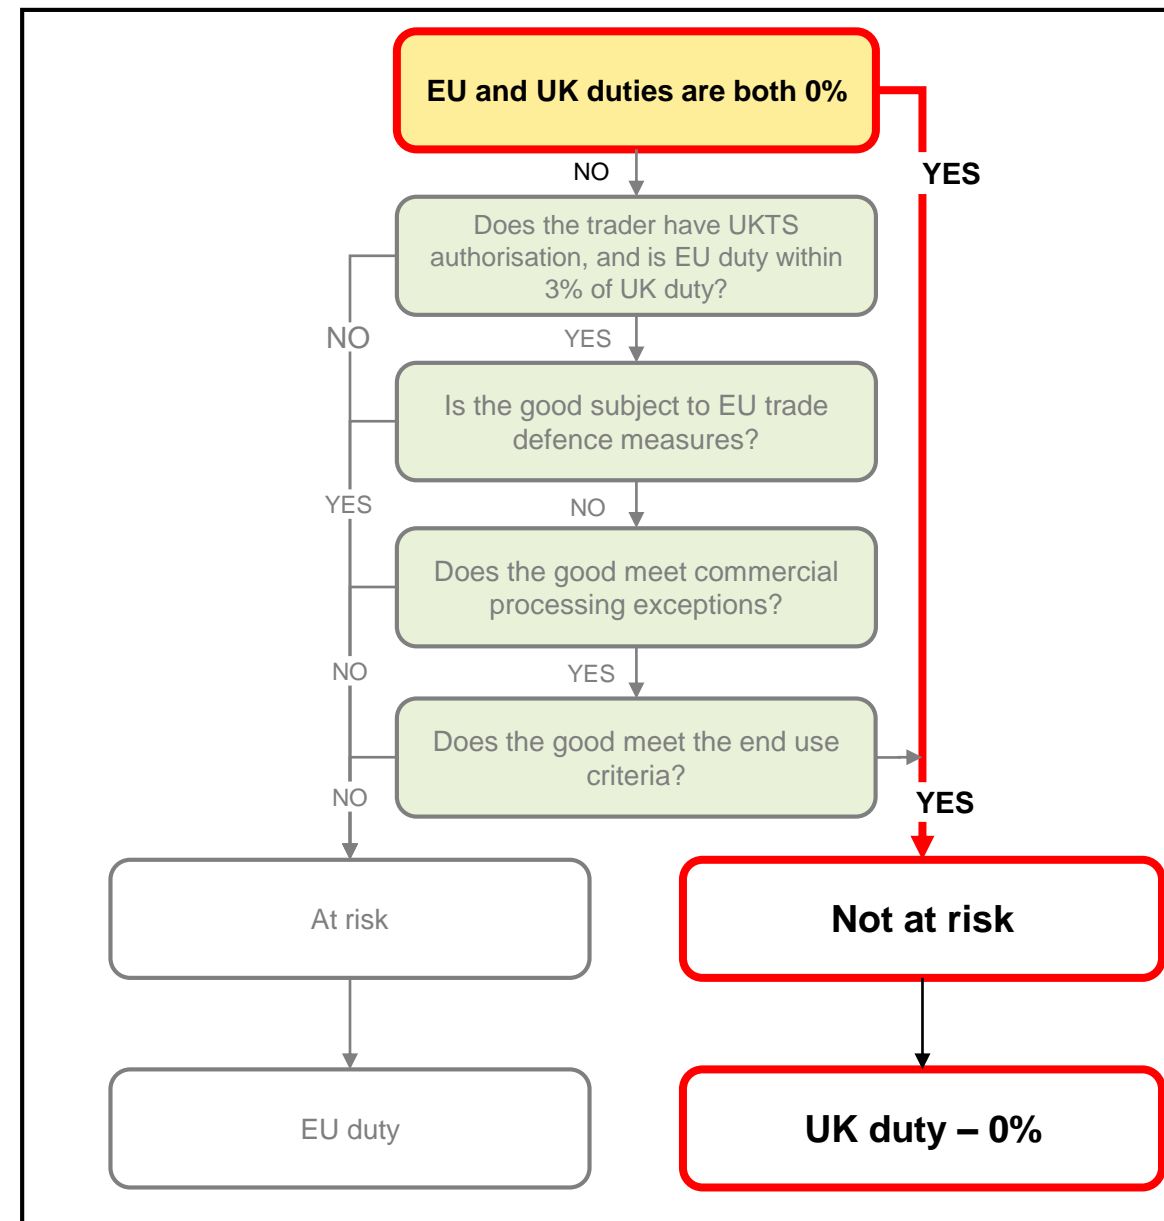 EU and UK duties are both 0%
YES
NO
Does the trader have UKTS
authorisation, and is EU duty within
3% of UK duty?
NO
YES
Is the good subject to EU trade
defence measures?
YES
NO
Does the good meet commercial
processing exceptions?
NO
YES
Does the good meet the end use
criteria?
NO
YES
At risk
Not at risk
EU duty
UK duty – 0%